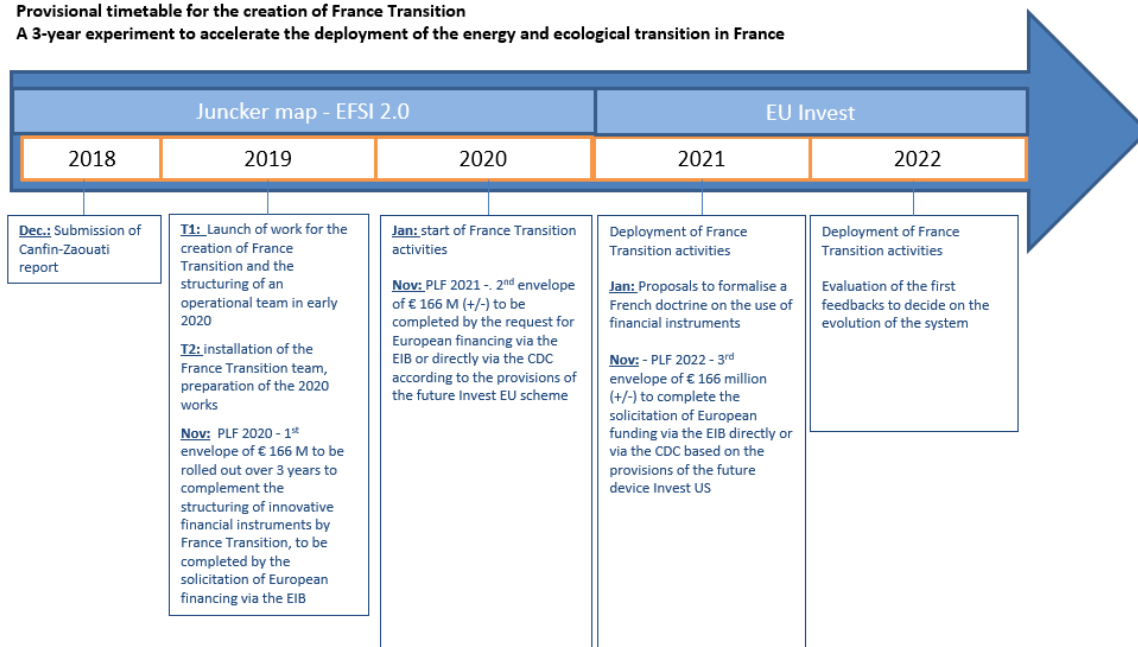 Provisional timetable for the creation of France Transition
A 3-year experiment to accelerate the deployment of the energy and ecological transition in France
Juncker map - EFSI 2.0
EU Invest
2018
2019
2020
2021
2022
Dec.: Submission of
Canfin-Zaouati
report
T1: Launch of work for the
creation of France
Transition and the
structuring of an
operational team in early
2020
T2: installation of the
France Transition team,
preparation of the 2020
works
Nov: PLF 2020 - 1st
envelope of € 166 M to be
rolled out over 3 years to
complement the
structuring of innovative
financial instruments by
France Transition, to be
completed by the
solicitation of European
financing via the EIB
Jan: start of France Transition
activities
Nov: PLF 2021 -. 2nd envelope
of € 166 M (+/-) to be
completed by the request for
European financing via the
EIB or directly via the CDC
according to the provisions of
the future Invest EU scheme
Deployment of France
Transition activities
Jan: Proposals to formalise a
French doctrine on the use of
financial instruments
Nov: - PLF 2022 - 3rd
envelope of € 166 million
(+/-) to complete the
solicitation of European
funding via the EIB directly or
via the CDC based on the
provisions of the future
device Invest US
Deployment of France
Transition activities
Evaluation of the first
feedbacks to decide on the
evolution of the system